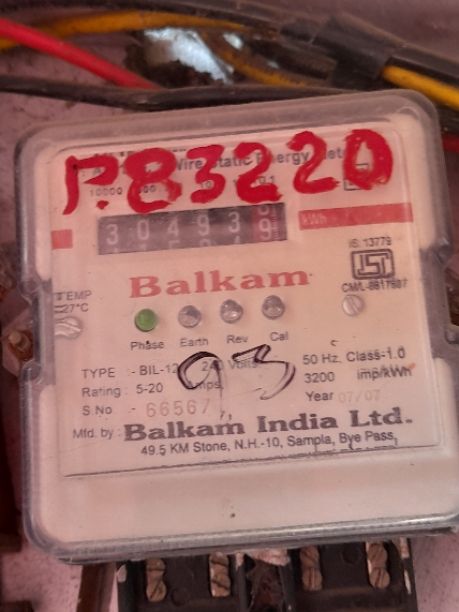 P.83220
Wire Static Energy Mete
10000
304939
kWh
IS: 13779
Balkam
CM/L-8617607
TEMP
27°C
Phase Earth Rev Cal
TYPE :- BIL-12 240 Volts 50 Hz. Class-1.0
93
Rating : 5-20 Amps. 3200 imp/kWh
S.No. - 66567 Year 07/07
Mfd. by : Balkam India Ltd.
49.5 KM Stone, N.H.-10, Sampla, Bye Pass,